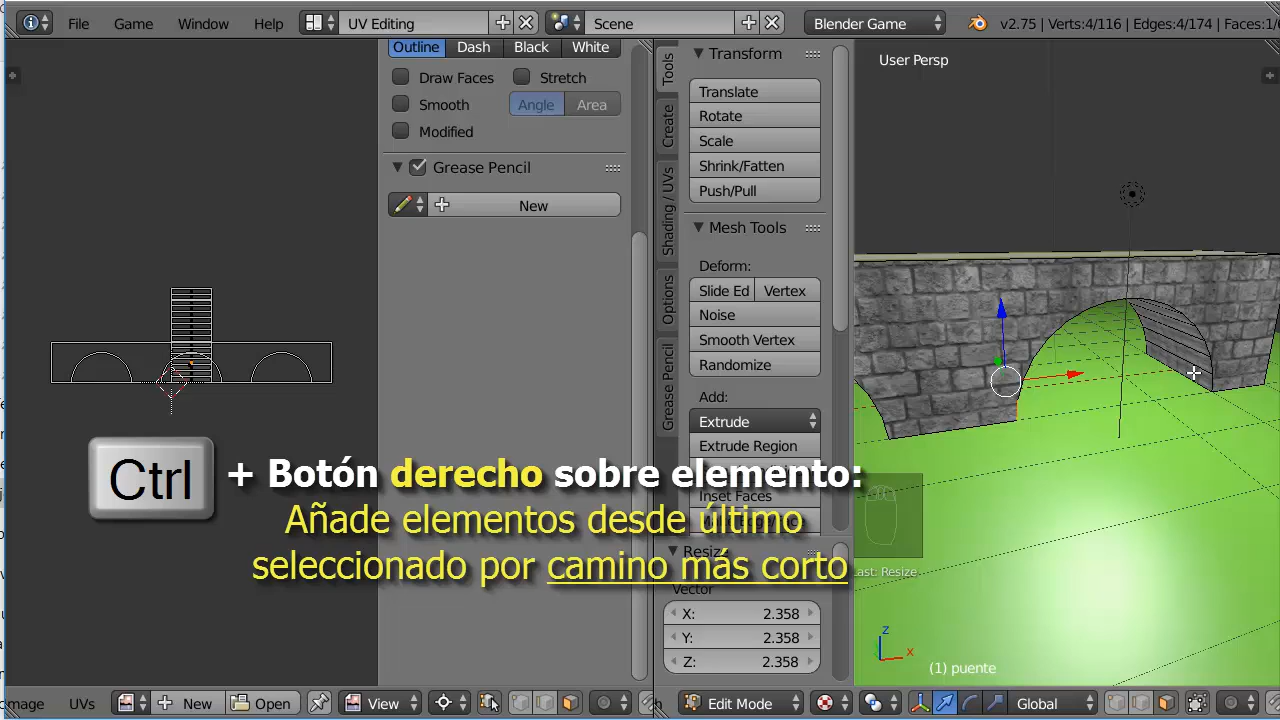 File Game Window Help UV Editing Scene Blender Game v2.75 | Verts:4/116 | Edges:4/174 | Faces:1/
Outline Dash Black White
Draw Faces Stretch
Smooth Angle Area
Modified
Grease Pencil
New
Tools
Create
Shading / UVs
Options
Grease Pencil
Transform
Translate
Rotate
Scale
Shrink/Fatten
Push/Pull
Mesh Tools
Deform:
Slide Ed Vertex
Noise
Smooth Vertex
Randomize
Add:
Extrude
Extrude Region
Inset Faces
User Persp
Ctrl + Botón derecho sobre elemento:
Añade elementos desde último
seleccionado por camino más corto
Resize
Last: Resize
Vector
X: 2.358
Y: 2.358
Z: 2.358
z
x
(1) puente
mage UVs New Open View Edit Mode Global